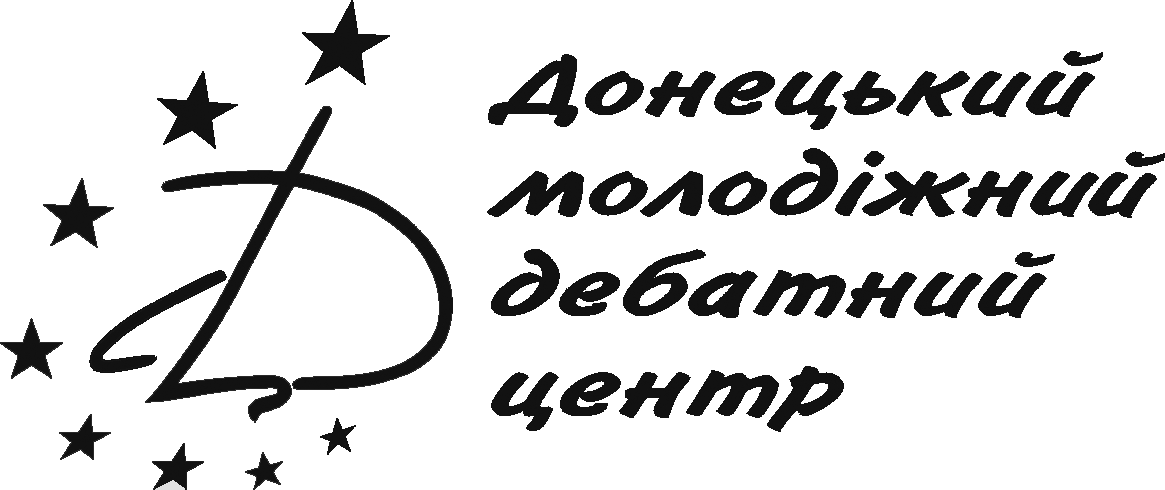 Донецький
молодіжний
дебатний
центр